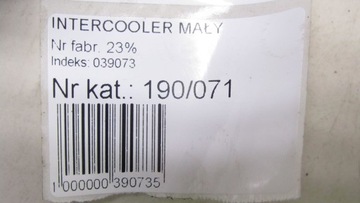 INTERCOOLER MAŁY
Nr fabr. 23%
Indeks: 039073
Nr kat.: 190/071
1 000000 390735